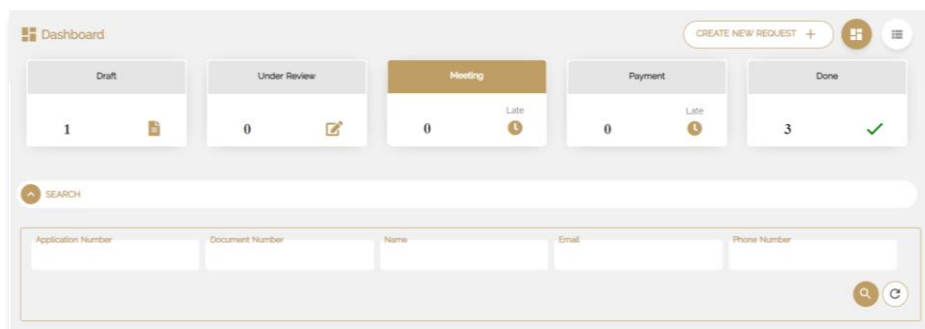 Dashboard
CREATE NEW REQUEST +
Draft
Under Review
Meeting
Payment
Done
1
0
0
Late
0
Late
3
SEARCH
Application Number
Document Number
Name
Email
Phone Number